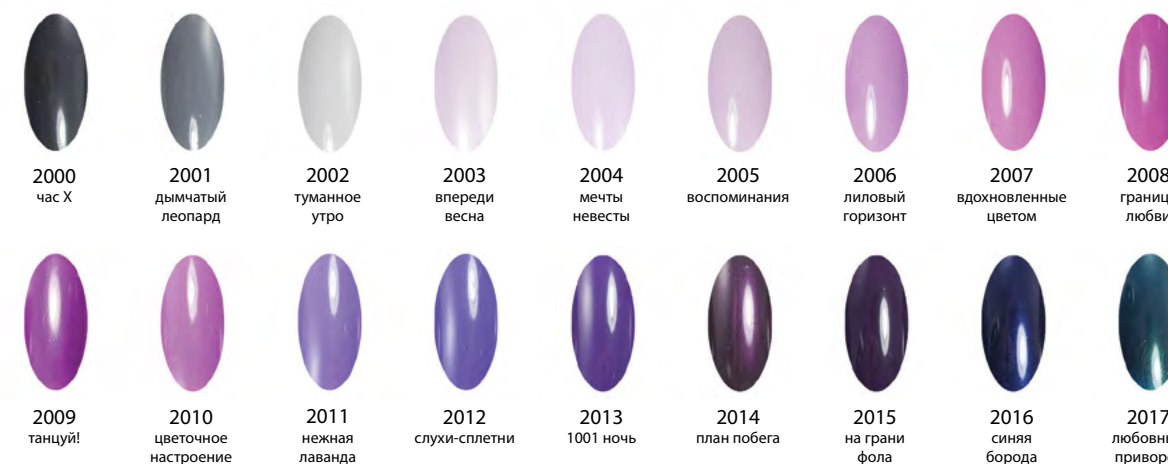 2000
час X
2001
дымчатый
леопард
2002
туманное
утро
2003
впереди
весна
2004
мечты
невесты
2005
воспоминания
2006
лиловый
горизонт
2007
вдохновленные
цветом
2008
2009
танцуй!
2010
цветочное
настроение
2011
нежная
лаванда
2012
слухи-сплетни
2013
1001 ночь
2014
план побега
2015
на грани
фола
2016
синяя
борода
2017